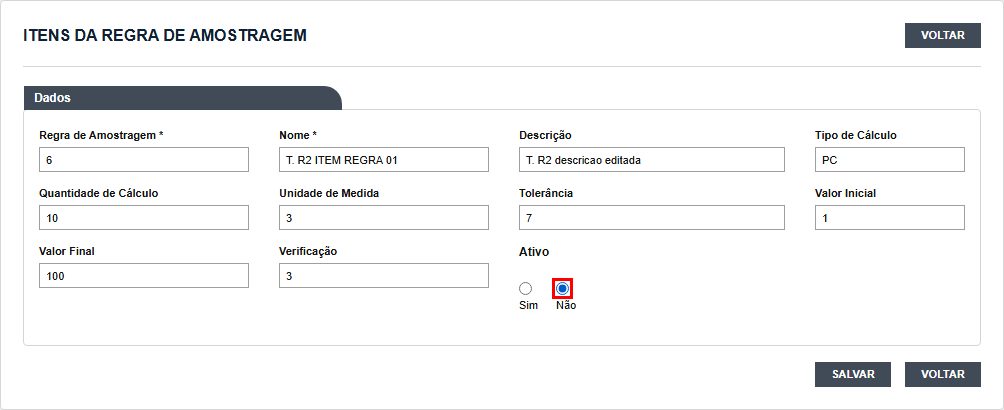 ITENS DA REGRA DE AMOSTRAGEM
VOLTAR
Dados
Regra de Amostragem * Nome * Descrição Tipo de Cálculo
6 T. R2 ITEM REGRA 01 T. R2 descricao editada PC
Quantidade de Cálculo Unidade de Medida Tolerância Valor Inicial
10 3 7 1
Valor Final Verificação Ativo
100 3
Sim Não
SALVAR VOLTAR